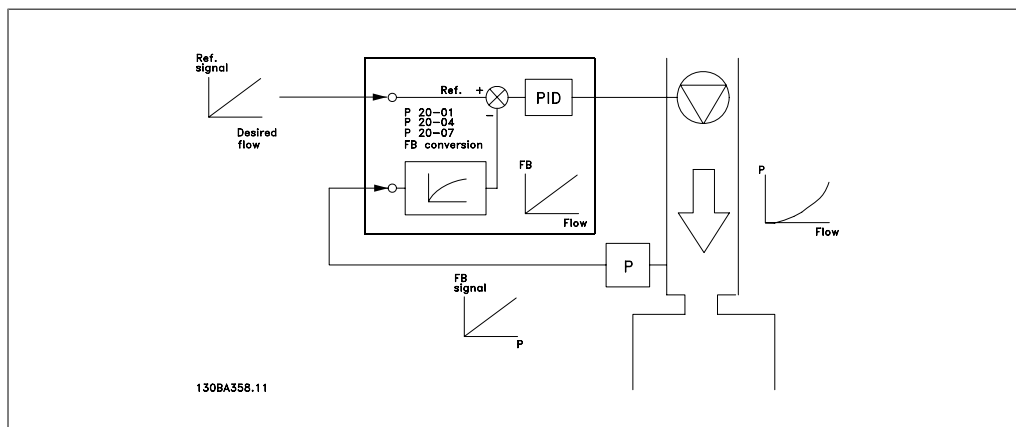 Ref.
signal
Desired
flow
Ref.
+
-
P 20-01
P 20-04
P 20-07
FB conversion
PID
FB
Flow
P
Flow
P
FB
signal
P
130BA358.11